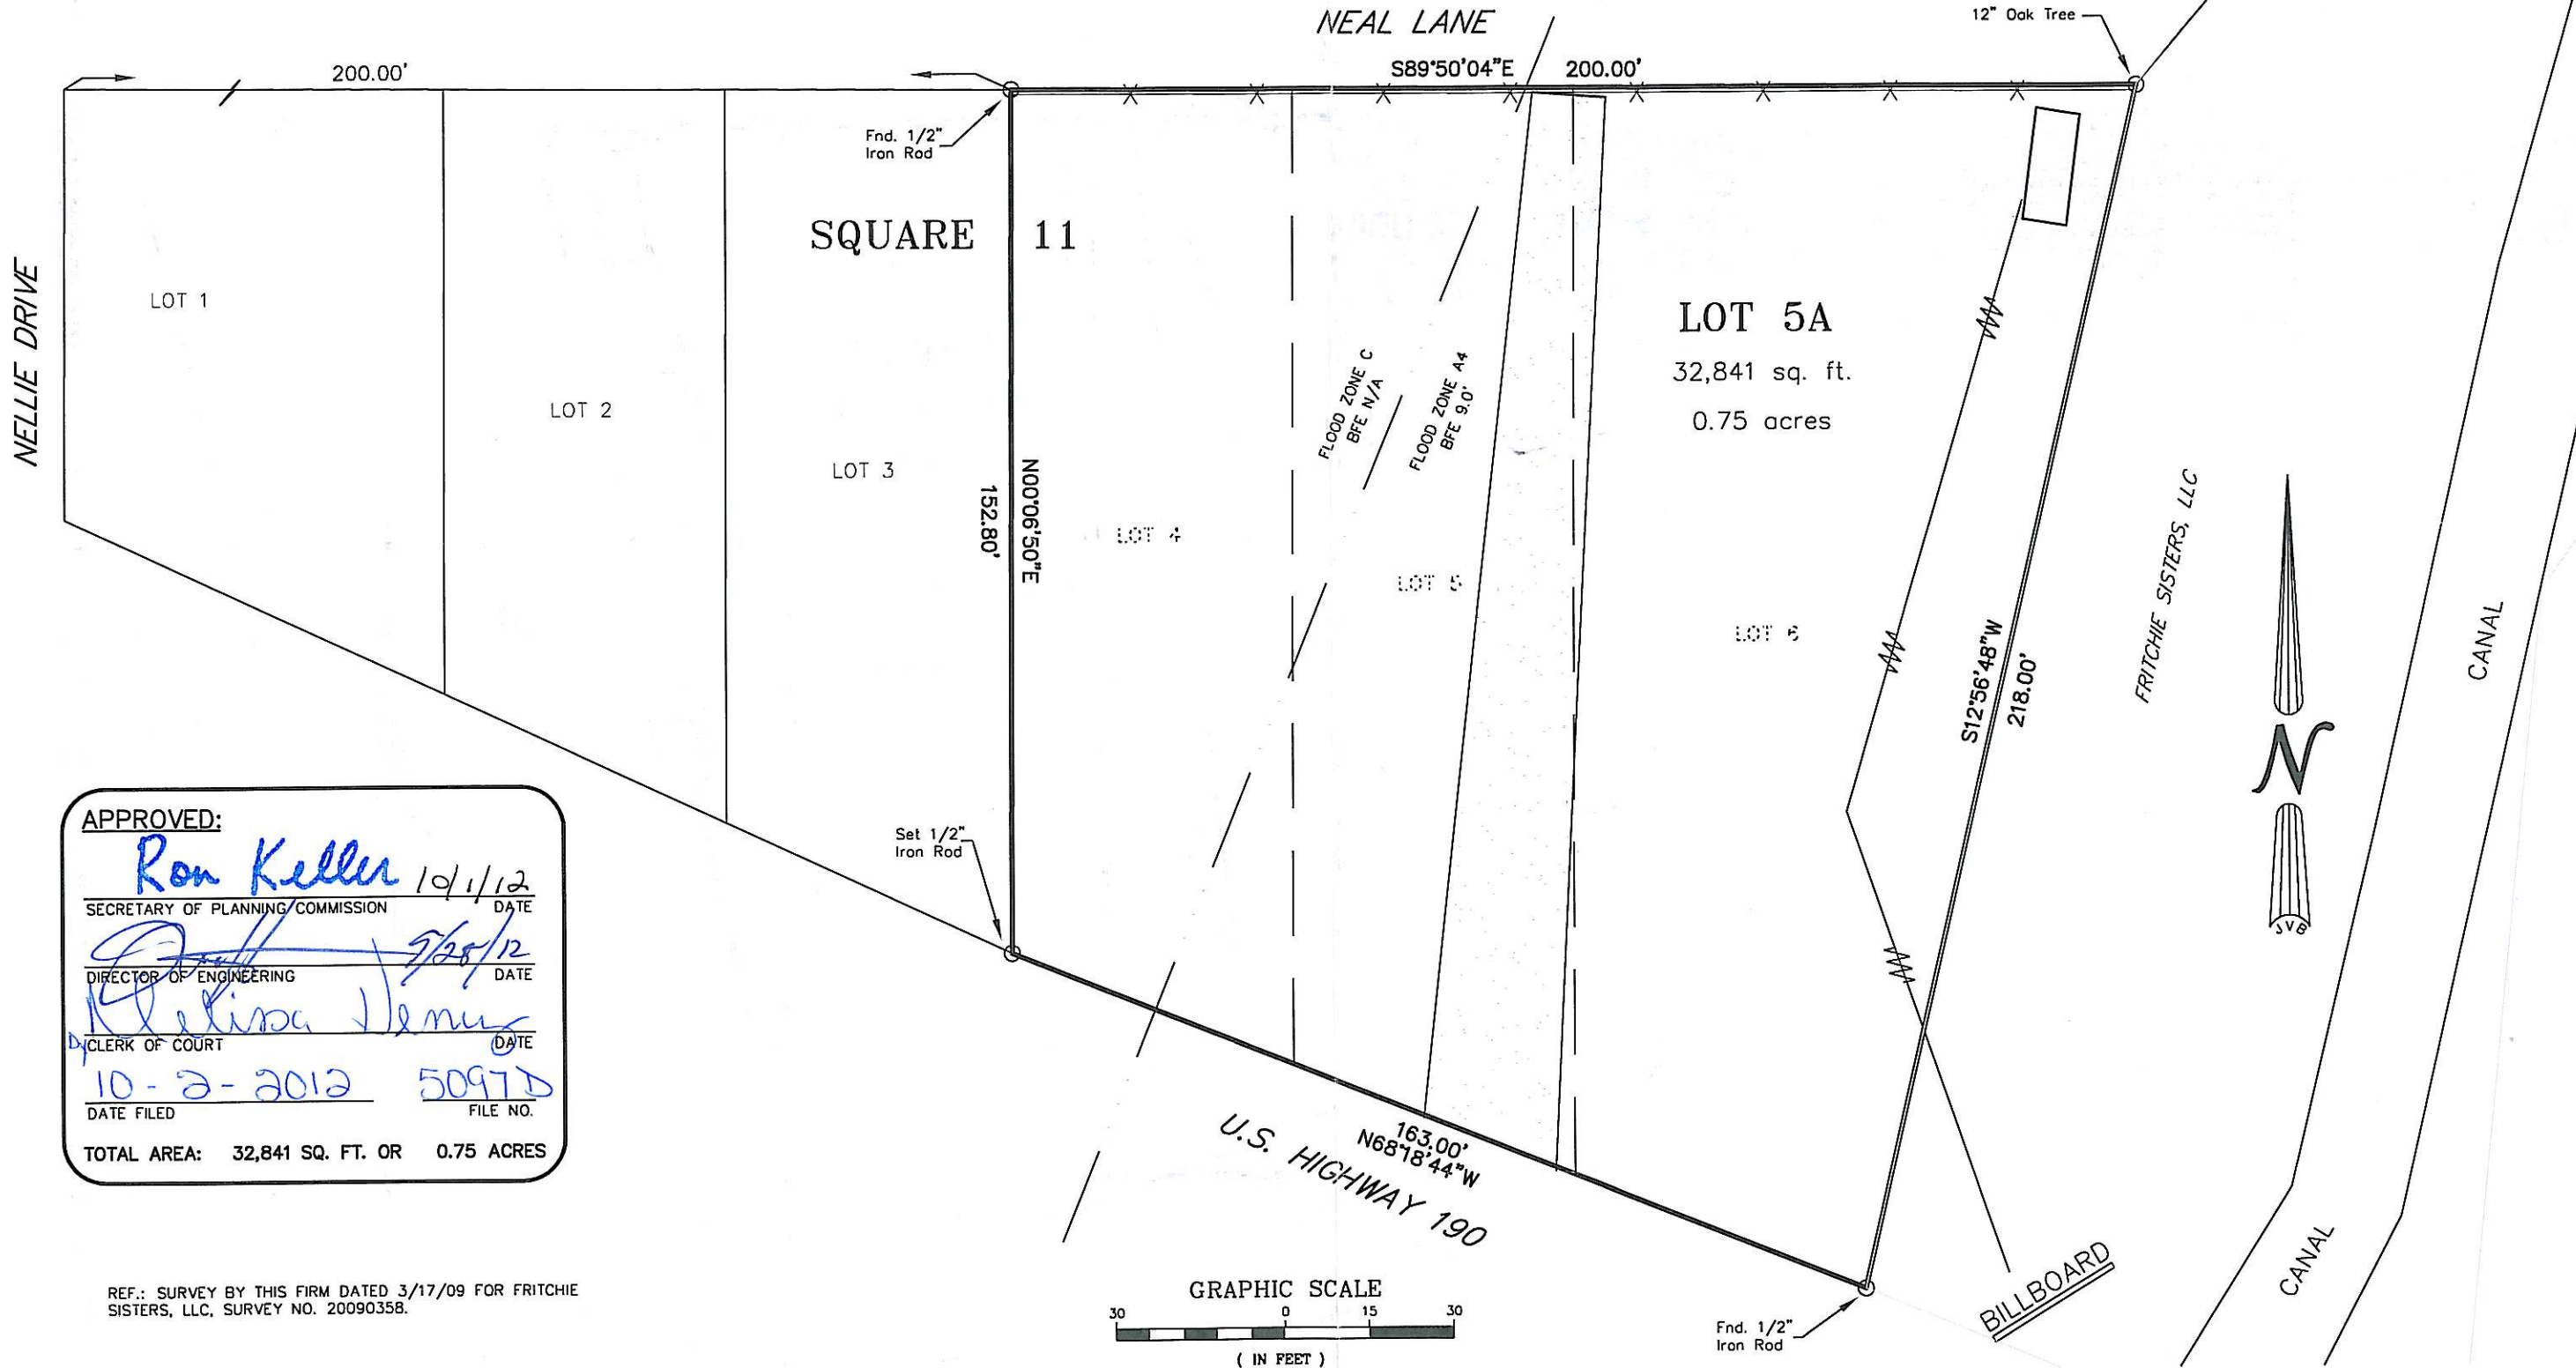 NEAL LANE
12" Oak Tree
200.00'
S89°50'04"E 200.00'
Fnd. 1/2"
Iron Rod
SQUARE 11
NELLIE DRIVE
LOT 1
LOT 2
LOT 3
N00°06'50"E
152.80'
LOT 4
FLOOD ZONE C
BFE N/A
FLOOD ZONE A4
BFE 9.0'
LOT 5
LOT 5A
32,841 sq. ft.
0.75 acres
LOT 6
S12°56'48"W
218.00'
FRITCHIE SISTERS, LLC
CANAL
N
JVB
APPROVED:
Ron Keller 10/1/12
SECRETARY OF PLANNING COMMISSION DATE
9/28/12
DIRECTOR OF ENGINEERING DATE
Melissa Henry
Dy CLERK OF COURT DATE
10-2-2012 5097D
DATE FILED FILE NO.
TOTAL AREA: 32,841 SQ. FT. OR 0.75 ACRES
Set 1/2"
Iron Rod
163.00'
N68°18'44"W
U.S. HIGHWAY 190
REF.: SURVEY BY THIS FIRM DATED 3/17/09 FOR FRITCHIE
SISTERS, LLC, SURVEY NO. 20090358.
GRAPHIC SCALE
30 0 15 30
( IN FEET )
Fnd. 1/2"
Iron Rod
BILLBOARD
CANAL